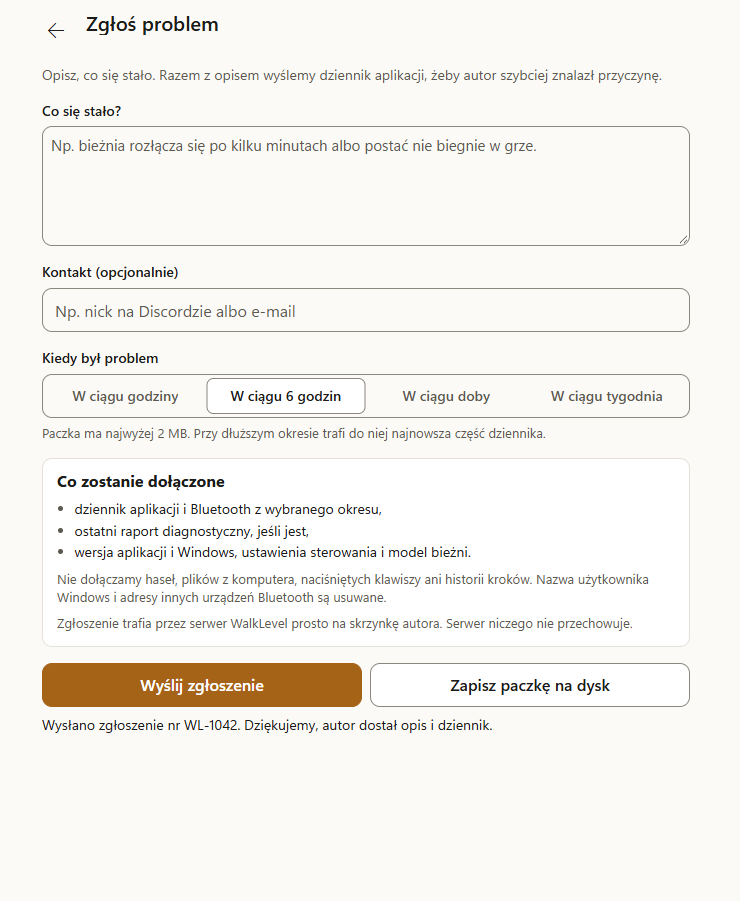 Zgłoś problem
Opisz, co się stało. Razem z opisem wyślemy dziennik aplikacji, żeby autor szybciej znalazł przyczynę.
Co się stało?
Np. bieżnia rozłącza się po kilku minutach albo postać nie biegnie w grze.
Kontakt (opcjonalnie)
Np. nick na Discordzie albo e-mail
Kiedy był problem
W ciągu godziny
W ciągu 6 godzin
W ciągu doby
W ciągu tygodnia
Paczka ma najwyżej 2 MB. Przy dłuższym okresie trafi do niej najnowsza część dziennika.
Co zostanie dołączone
• dziennik aplikacji i Bluetooth z wybranego okresu,
• ostatni raport diagnostyczny, jeśli jest,
• wersja aplikacji i Windows, ustawienia sterowania i model bieżni.
Nie dołączamy haseł, plików z komputera, naciśniętych klawiszy ani historii kroków. Nazwa użytkownika
Windows i adresy innych urządzeń Bluetooth są usuwane.
Zgłoszenie trafia przez serwer WalkLevel prosto na skrzynkę autora. Serwer niczego nie przechowuje.
Wyślij zgłoszenie
Zapisz paczkę na dysk
Wysłano zgłoszenie nr WL-1042. Dziękujemy, autor dostał opis i dziennik.